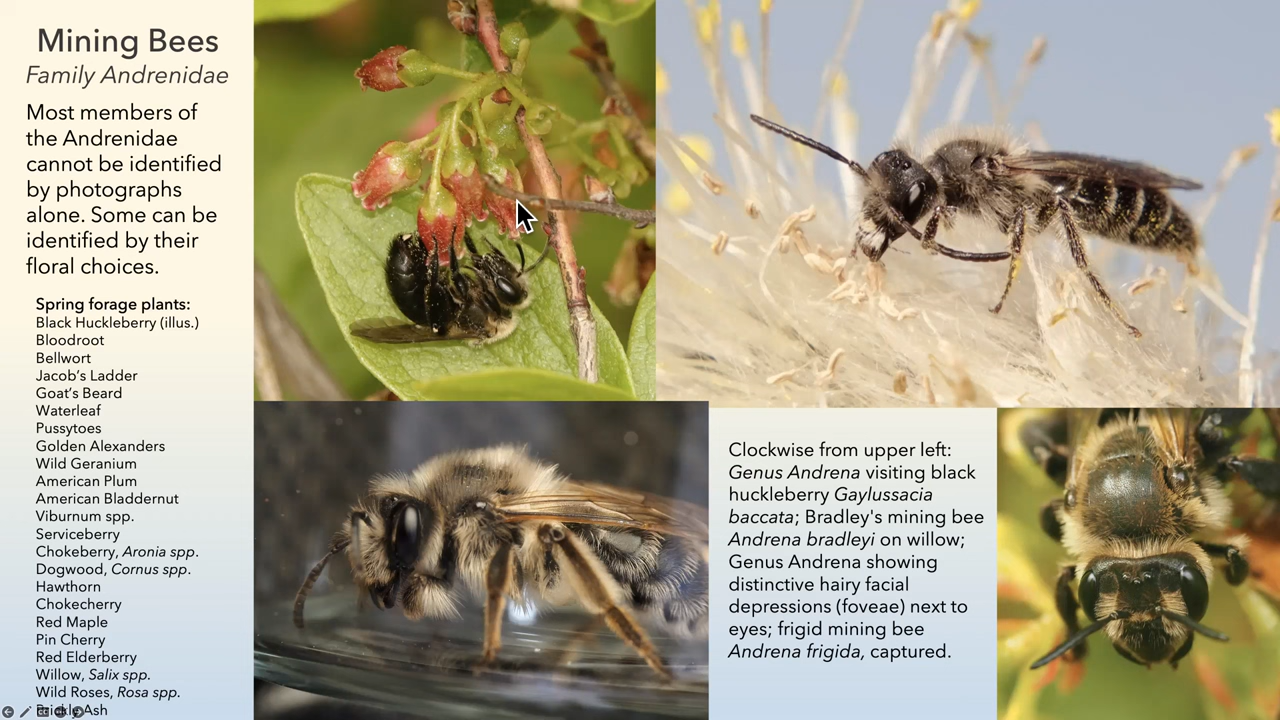 Mining Bees
Family Andrenidae
Most members of
the Andrenidae
cannot be identified
by photographs
alone. Some can be
identified by their
floral choices.
Spring forage plants:
Black Huckleberry (illus.)
Bloodroot
Bellwort
Jacob's Ladder
Goat's Beard
Waterleaf
Pussytoes
Golden Alexanders
Wild Geranium
American Plum
American Bladdernut
Viburnum spp.
Serviceberry
Chokeberry, Aronia spp.
Dogwood, Cornus spp.
Hawthorn
Chokecherry
Red Maple
Pin Cherry
Red Elderberry
Willow, Salix spp.
Wild Roses, Rosa spp.
Prickly Ash
Clockwise from upper left:
Genus Andrena visiting black
huckleberry Gaylussacia
baccata; Bradley's mining bee
Andrena bradleyi on willow;
Genus Andrena showing
distinctive hairy facial
depressions (foveae) next to
eyes; frigid mining bee
Andrena frigida, captured.